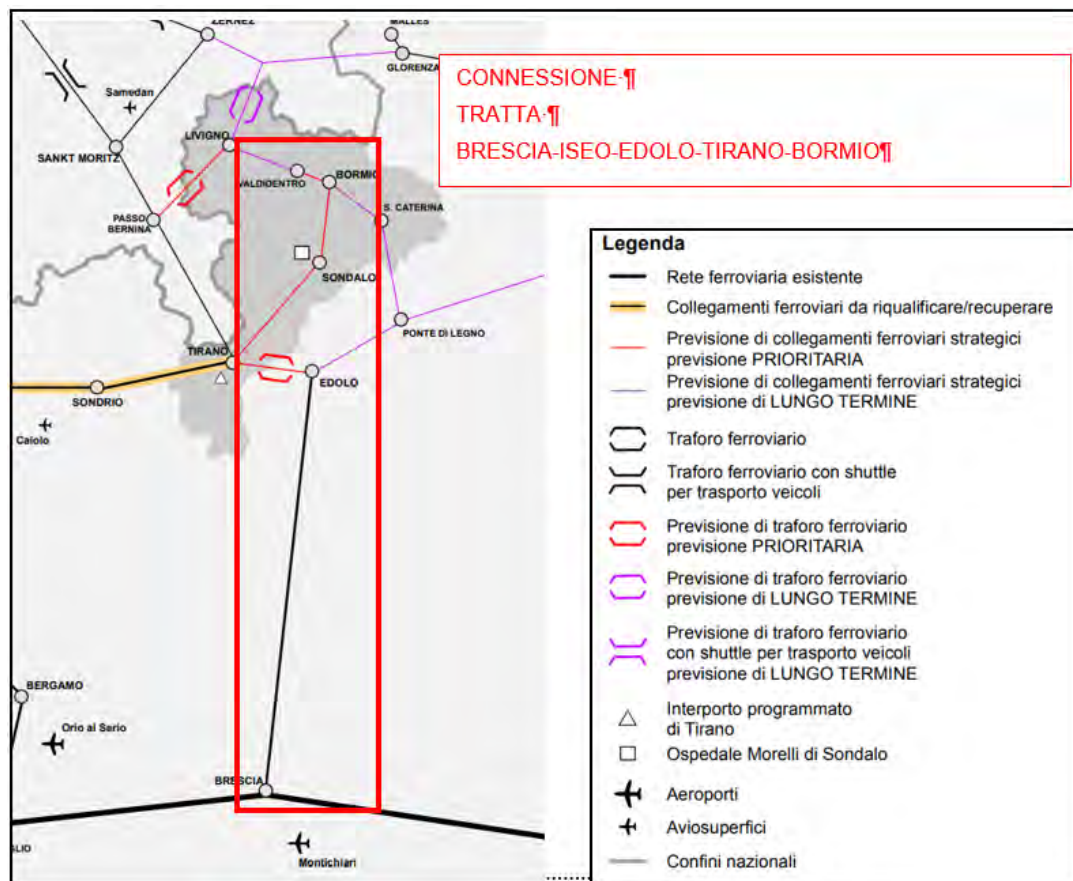 ZERNEZ
MALLES
GLORENZA
CONNESSIONE·¶
TRATTA·¶
BRESCIA-ISEO-EDOLO-TIRANO-BORMIO¶
Samedan
LIVIGNO
SANKT MORITZ
VALDIDENTRO
BORMIO
PASSO
BERNINA
S. CATERINA
SONDALO
PONTE DI LEGNO
TIRANO
EDOLO
SONDRIO
Caiolo
BERGAMO
Orio al Serio
BRESCIA
Montichiari
GLIO
Legenda
Rete ferroviaria esistente
Collegamenti ferroviari da riqualificare/recuperare
Previsione di collegamenti ferroviari strategici
previsione PRIORITARIA
Previsione di collegamenti ferroviari strategici
previsione di LUNGO TERMINE
Traforo ferroviario
Traforo ferroviario con shuttle
per trasporto veicoli
Previsione di traforo ferroviario
previsione PRIORITARIA
Previsione di traforo ferroviario
previsione di LUNGO TERMINE
Previsione di traforo ferroviario
con shuttle per trasporto veicoli
previsione di LUNGO TERMINE
Interporto programmato
di Tirano
Ospedale Morelli di Sondalo
Aeroporti
Aviosuperfici
Confini nazionali